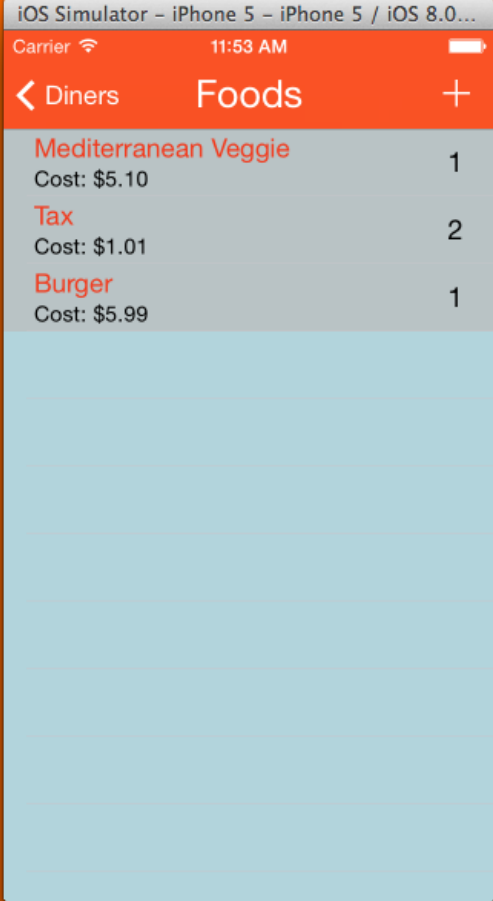 iOS Simulator – iPhone 5 – iPhone 5 / iOS 8.0...
Carrier 11:53 AM
Diners Foods +
Mediterranean Veggie
Cost: $5.10 1
Tax
Cost: $1.01 2
Burger
Cost: $5.99 1